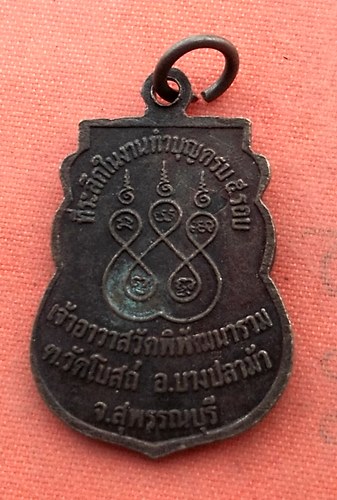 ที่ระลึกในงานทำบุญครบ ๕ รอบ
เจ้าอาวาสวัดพิพัฒนาราม
ต.วัดโบสถ์ อ.บางปลาม้า
จ.สุพรรณบุรี